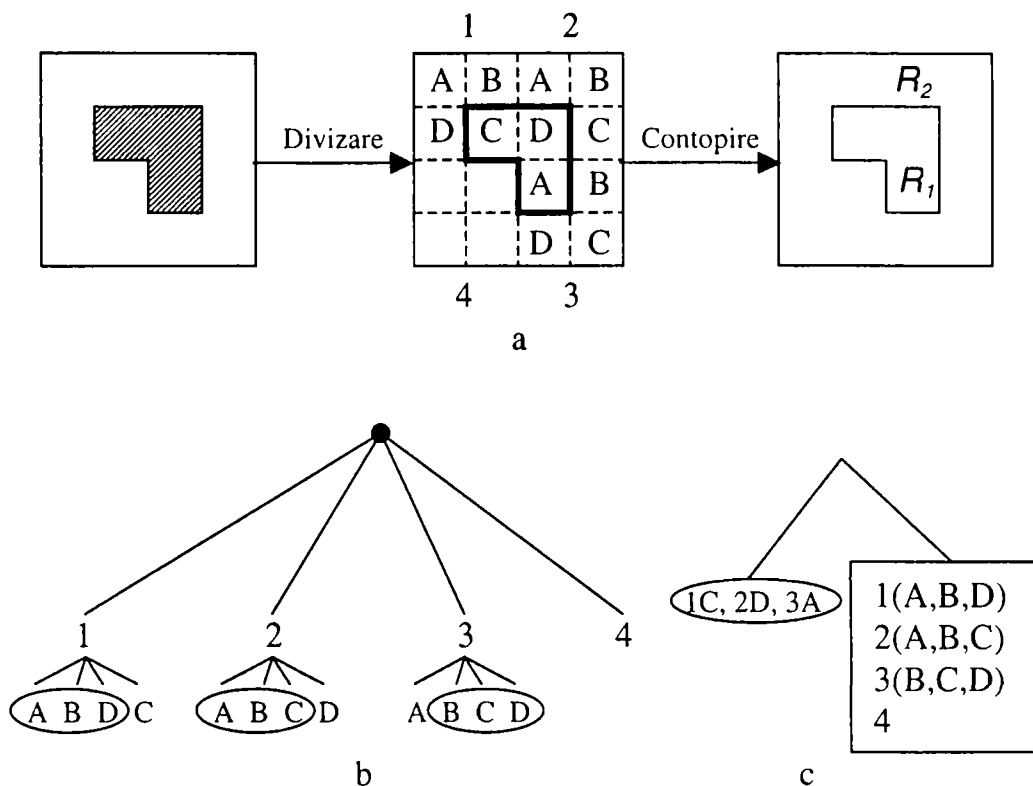 1 2
A B A B R2
D C D C
Divizare Contopire
A B R1
D C
4 3
a
1 2 3 4
A B D C A B C D A B C D
1C, 2D, 3A
1(A,B,D)
2(A,B,C)
3(B,C,D)
4
b c